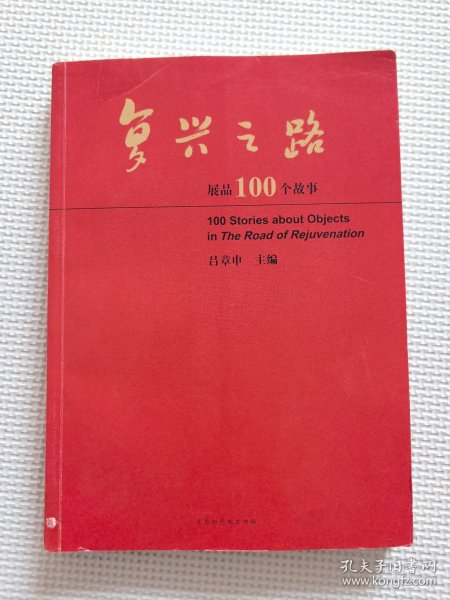 复兴之路
展品100个故事
100 Stories about Objects
in The Road of Rejuvenation
吕章申 主编
孔夫子旧书网
www.kongfz.com